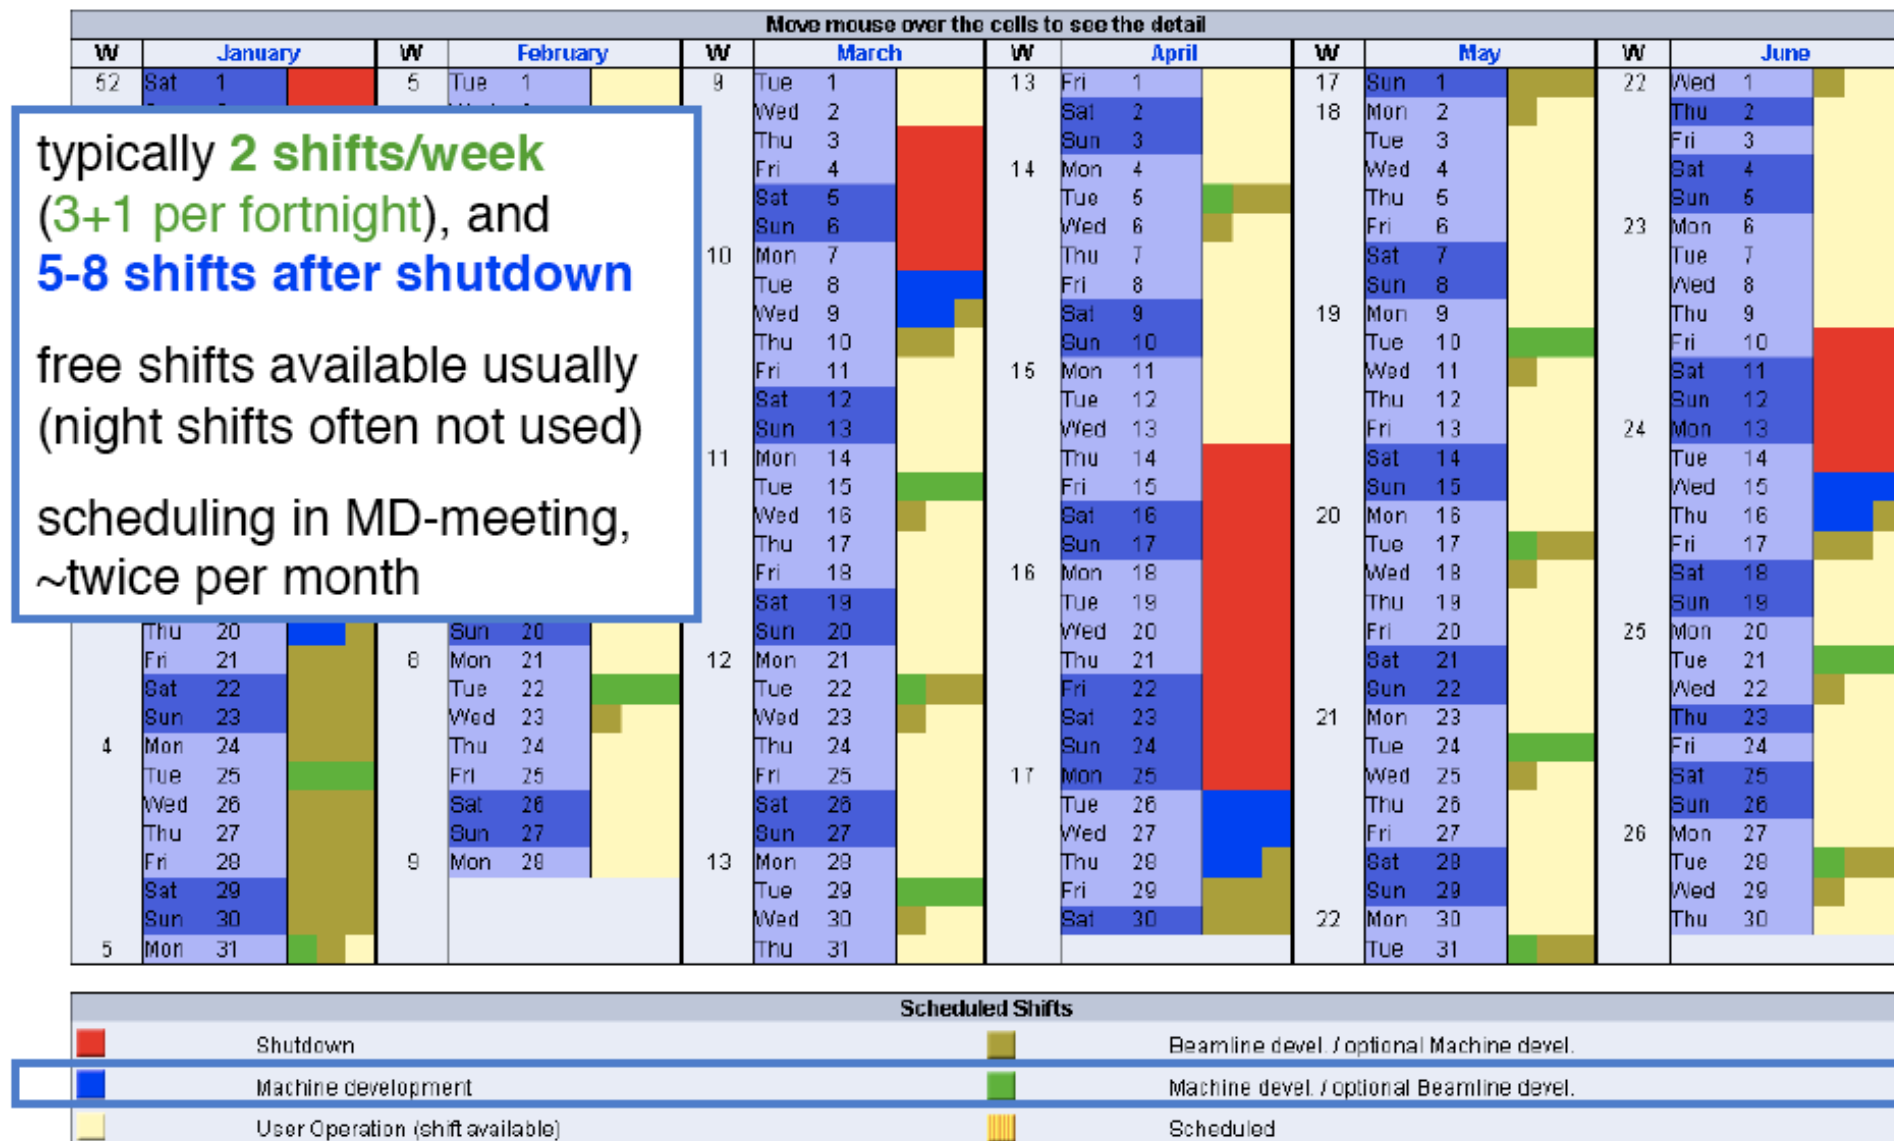 Move mouse over the cells to see the detail
W January W February W March W April W May W June
52 Sat 1 5 Tue 1 9 Tue 1 13 Fri 1 17 Sun 1 22 Wed 1
Wed 2 Sat 2 18 Mon 2 Thu 2
typically 2 shifts/week
Thu 3 Sun 3 Tue 3 Fri 3
Fri 4 14 Mon 4 Wed 4 Sat 4
(3+1 per fortnight), and
Sat 5 Tue 5 Thu 5 Sun 5
Sun 6 Wed 6 Fri 6 23 Mon 6
5-8 shifts after shutdown
10 Mon 7 Thu 7 Sat 7 Tue 7
Tue 8 Fri 8 Sun 8 Wed 8
Wed 9 Sat 9 19 Mon 9 Thu 9
free shifts available usually
Thu 10 Sun 10 Tue 10 Fri 10
Fri 11 15 Mon 11 Wed 11 Sat 11
(night shifts often not used)
Sat 12 Tue 12 Thu 12 Sun 12
Sun 13 Wed 13 Fri 13 24 Mon 13
11 Mon 14 Thu 14 Sat 14 Tue 14
Tue 15 Fri 15 Sun 15 Wed 15
scheduling in MD-meeting,
Wed 16 Sat 16 20 Mon 16 Thu 16
Thu 17 Sun 17 Tue 17 Fri 17
~twice per month
Fri 18 16 Mon 18 Wed 18 Sat 18
Sat 19 Tue 19 Thu 19 Sun 19
Thu 20 Sun 20 Sun 20 Wed 20 Fri 20 25 Mon 20
Fri 21 8 Mon 21 12 Mon 21 Thu 21 Sat 21 Tue 21
Sat 22 Tue 22 Tue 22 Fri 22 Sun 22 Wed 22
Sun 23 Wed 23 Wed 23 Sat 23 21 Mon 23 Thu 23
4 Mon 24 Thu 24 Thu 24 Sun 24 Tue 24 Fri 24
Tue 25 Fri 25 Fri 25 17 Mon 25 Wed 25 Sat 25
Wed 26 Sat 26 Sat 26 Tue 26 Thu 26 Sun 26
Thu 27 Sun 27 Sun 27 Wed 27 Fri 27 26 Mon 27
Fri 28 9 Mon 28 13 Mon 28 Thu 28 Sat 28 Tue 28
Sat 29 Tue 29 Fri 29 Sun 29 Wed 29
Sun 30 Wed 30 Sat 30 22 Mon 30 Thu 30
5 Mon 31 Thu 31 Tue 31
Scheduled Shifts
Shutdown Beamline devel. / optional Machine devel.
Machine development Machine devel. / optional Beamline devel.
User Operation (shift available) Scheduled